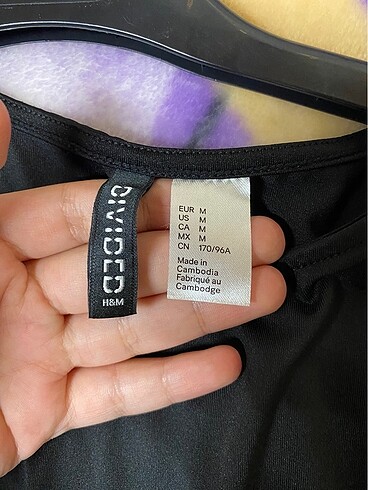 DIVIDED
H&M
EUR M
US M
CA M
MX M
CN 170/96A
Made in
Cambodia
Fabriqué au
Cambodge